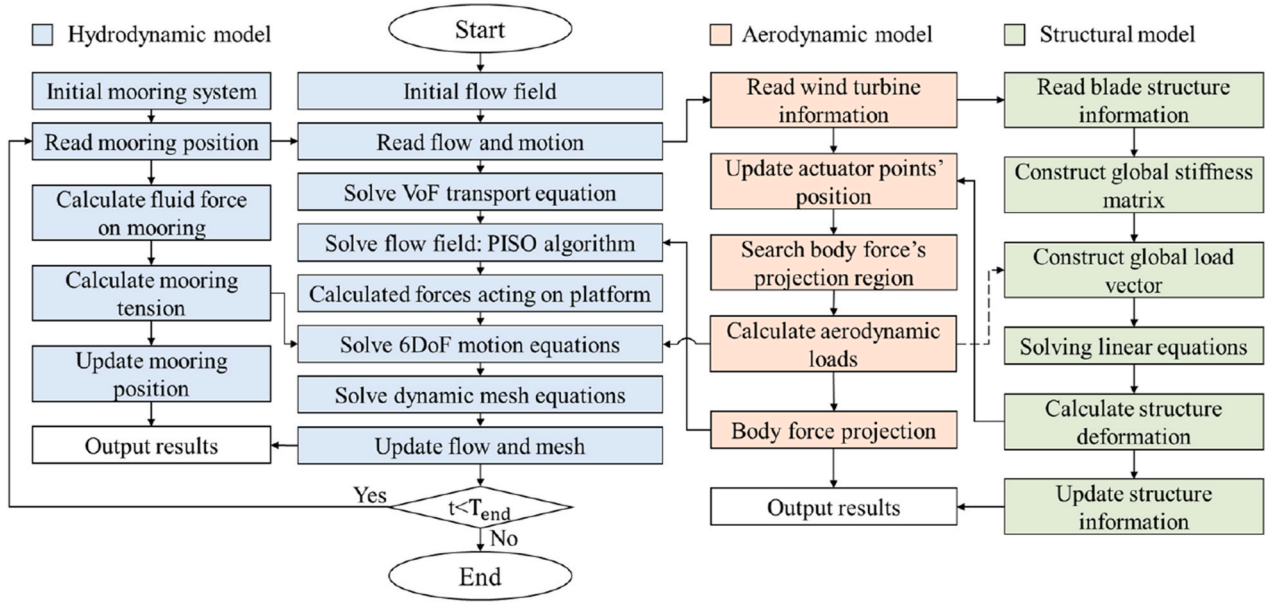 Start
Hydrodynamic model
Aerodynamic model
Structural model
Initial mooring system
Read mooring position
Calculate fluid force
on mooring
Calculate mooring
tension
Update mooring
position
Output results
Initial flow field
Read flow and motion
Solve VoF transport equation
Solve flow field: PISO algorithm
Calculated forces acting on platform
Solve 6DoF motion equations
Solve dynamic mesh equations
Update flow and mesh
Yes
t<Tend
No
End
Read wind turbine
information
Update actuator points’
position
Search body force’s
projection region
Calculate aerodynamic
loads
Body force projection
Output results
Read blade structure
information
Construct global stiffness
matrix
Construct global load
vector
Solving linear equations
Calculate structure
deformation
Update structure
information